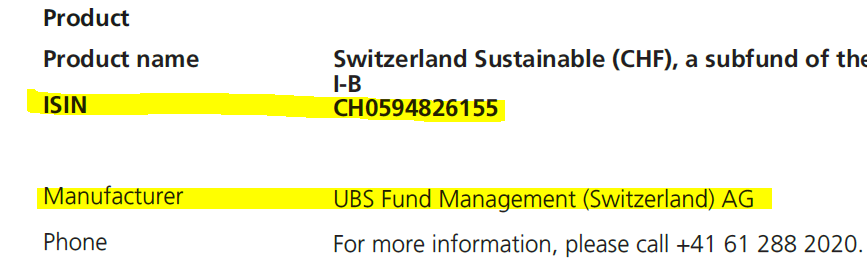 Product
Product name Switzerland Sustainable (CHF), a subfund of the
I-B
ISIN CH0594826155
Manufacturer UBS Fund Management (Switzerland) AG
Phone For more information, please call +41 61 288 2020.